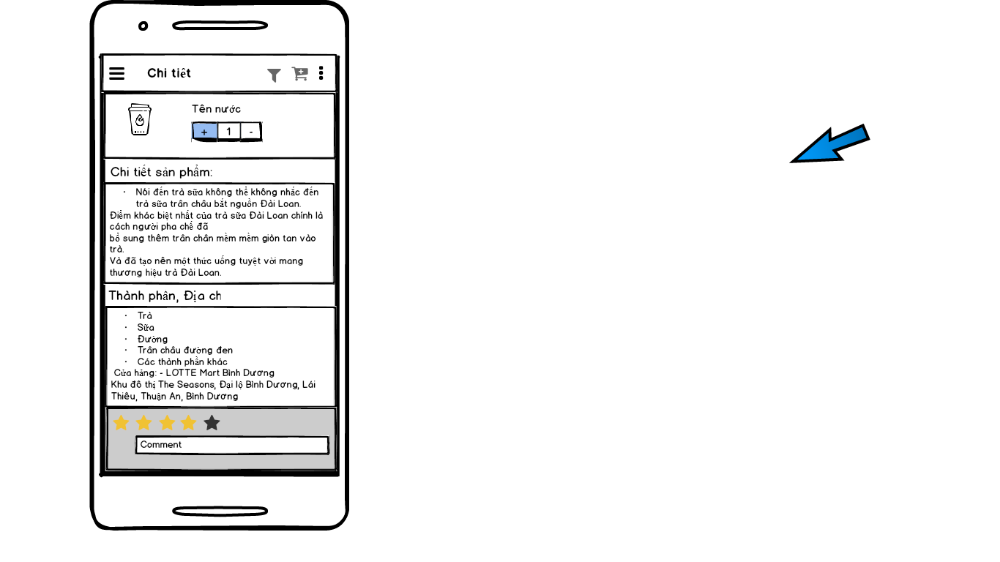 Chi tiết
Tên nước
+ 1 -
Chi tiết sản phẩm:
· Nói đến trà sữa không thể không nhắc đến
trà sữa trân châu bắt nguồn Đài Loan.
Điểm khác biệt nhất của trà sữa Đài Loan chính là
cách người pha chế đã
bổ sung thêm trân chân mềm mềm giòn tan vào
trà.
Và đã tạo nên một thức uống tuyệt vời mang
thương hiệu trà Đài Loan.
Thành phần, Địa ch
· Trà
· Sữa
· Đường
· Trân châu đường đen
· Các thành phần khác
Cửa hàng: - LOTTE Mart Bình Dương
Khu đô thị The Seasons, Đại lộ Bình Dương, Lái
Thiêu, Thuận An, Bình Dương
Comment